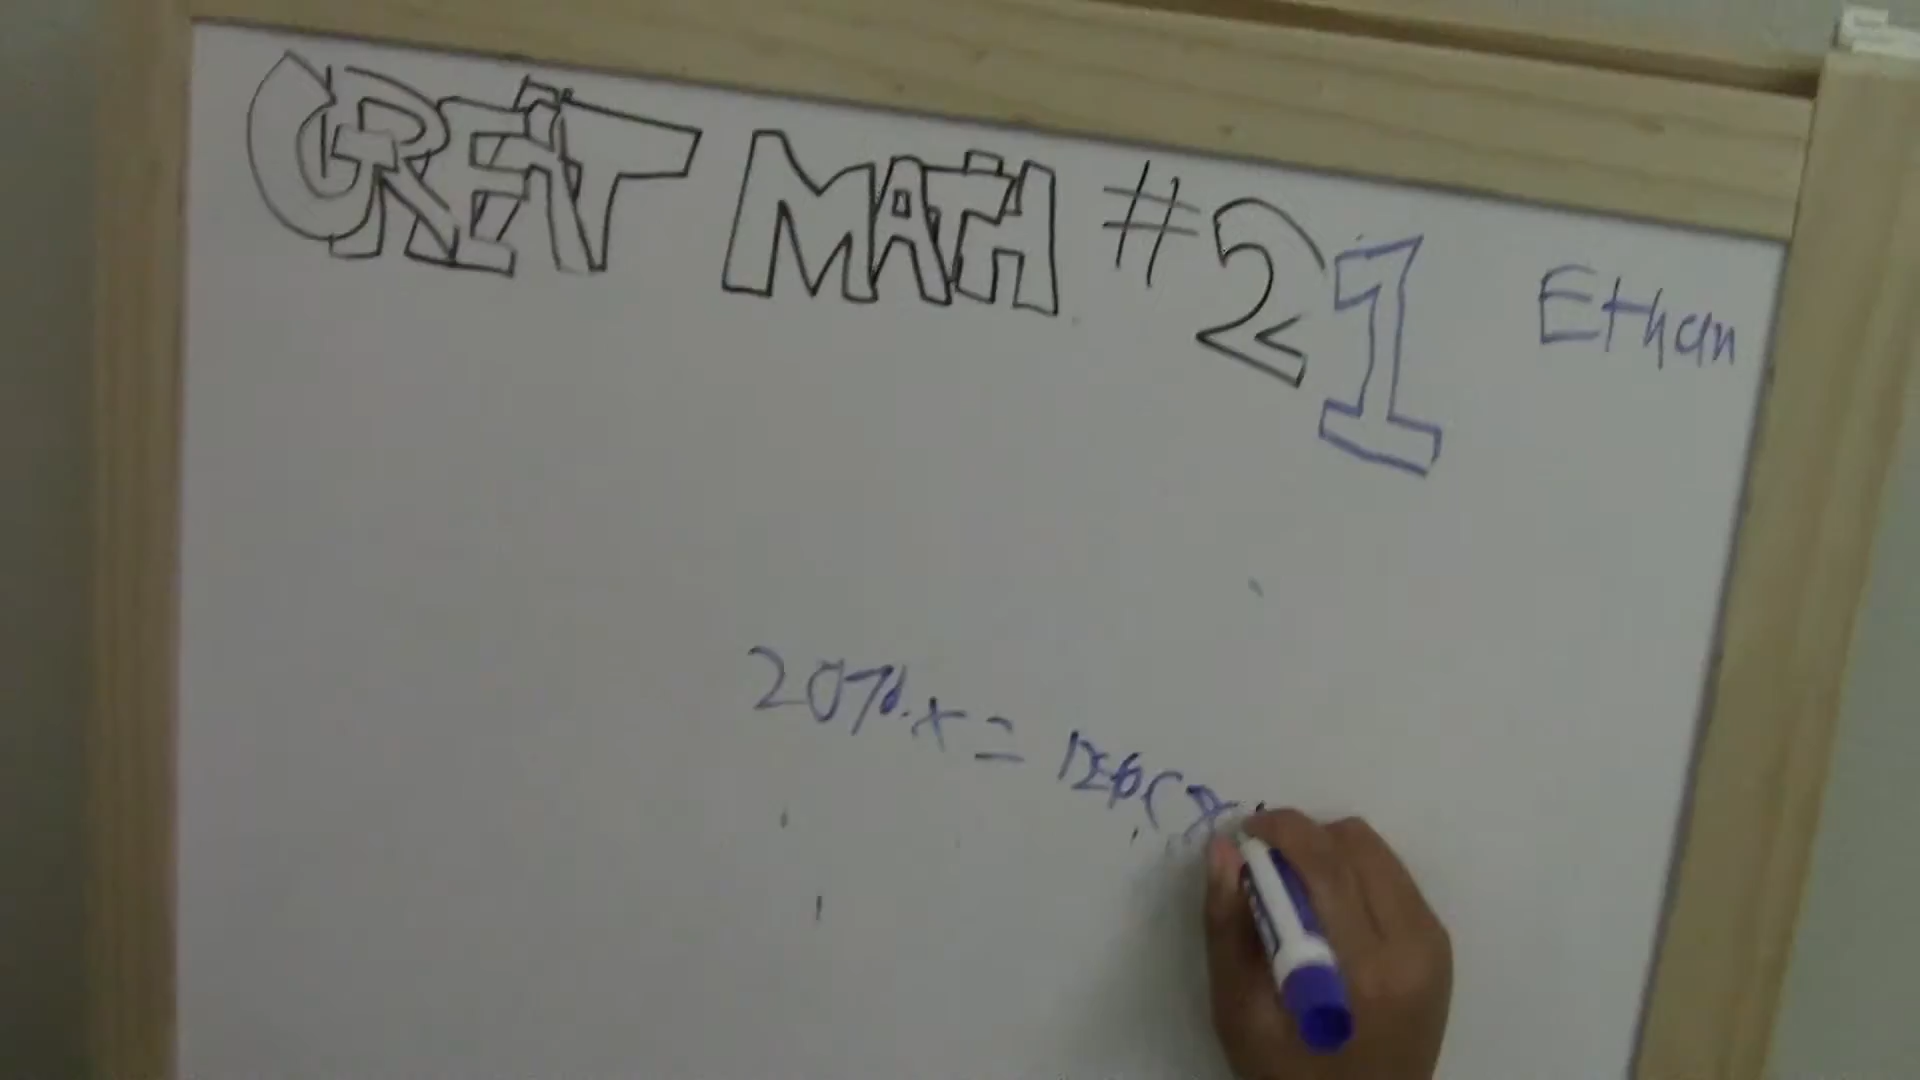 GREAT MATH #21 Ethan
20% x =